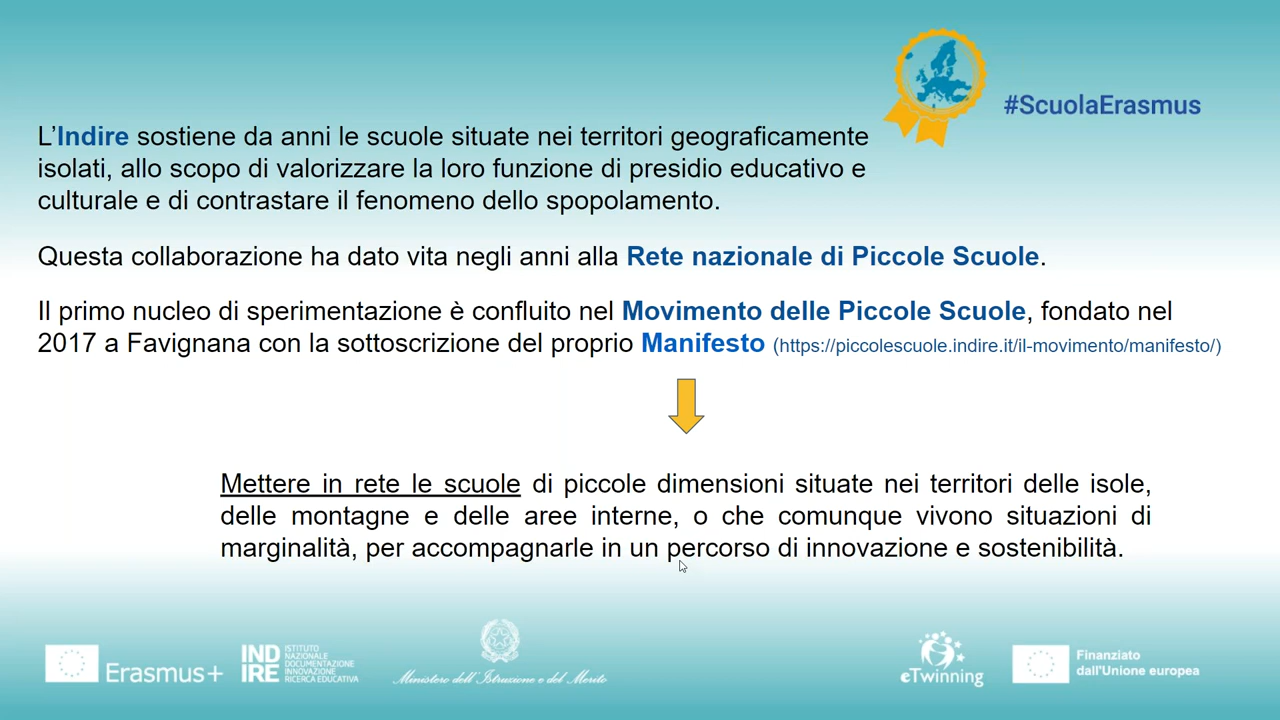 #ScuolaErasmus
L'Indire sostiene da anni le scuole situate nei territori geograficamente
isolati, allo scopo di valorizzare la loro funzione di presidio educativo e
culturale e di contrastare il fenomeno dello spopolamento.
Questa collaborazione ha dato vita negli anni alla Rete nazionale di Piccole Scuole.
Il primo nucleo di sperimentazione è confluito nel Movimento delle Piccole Scuole, fondato nel
2017 a Favignana con la sottoscrizione del proprio Manifesto (https://piccolescuole.indire.it/il-movimento/manifesto/)
Mettere in rete le scuole di piccole dimensioni situate nei territori delle isole,
delle montagne e delle aree interne, o che comunque vivono situazioni di
marginalità, per accompagnarle in un percorso di innovazione e sostenibilità.
Erasmus+
IND
IRE
ISTITUTO
NAZIONALE
DOCUMENTAZIONE
INNOVAZIONE
RICERCA EDUCATIVA
Ministero dell'Istruzione e del Merito
eTwinning
Finanziato
dall'Unione europea